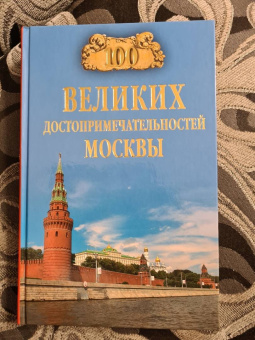 100
ВЕЛИКИХ
ДОСТОПРИМЕЧАТЕЛЬНОСТЕЙ
МОСКВЫ